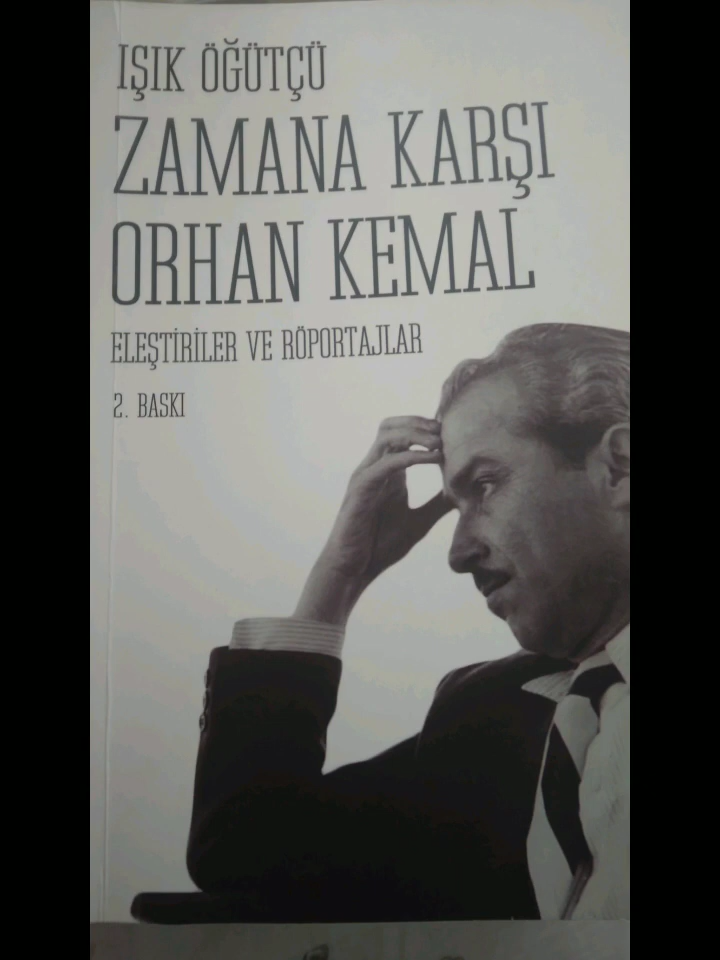 IŞIK ÖĞÜTÇÜ
ZAMANA KARŞI
ORHAN KEMAL
ELEŞTİRİLER VE RÖPORTAJLAR
2. BASKI